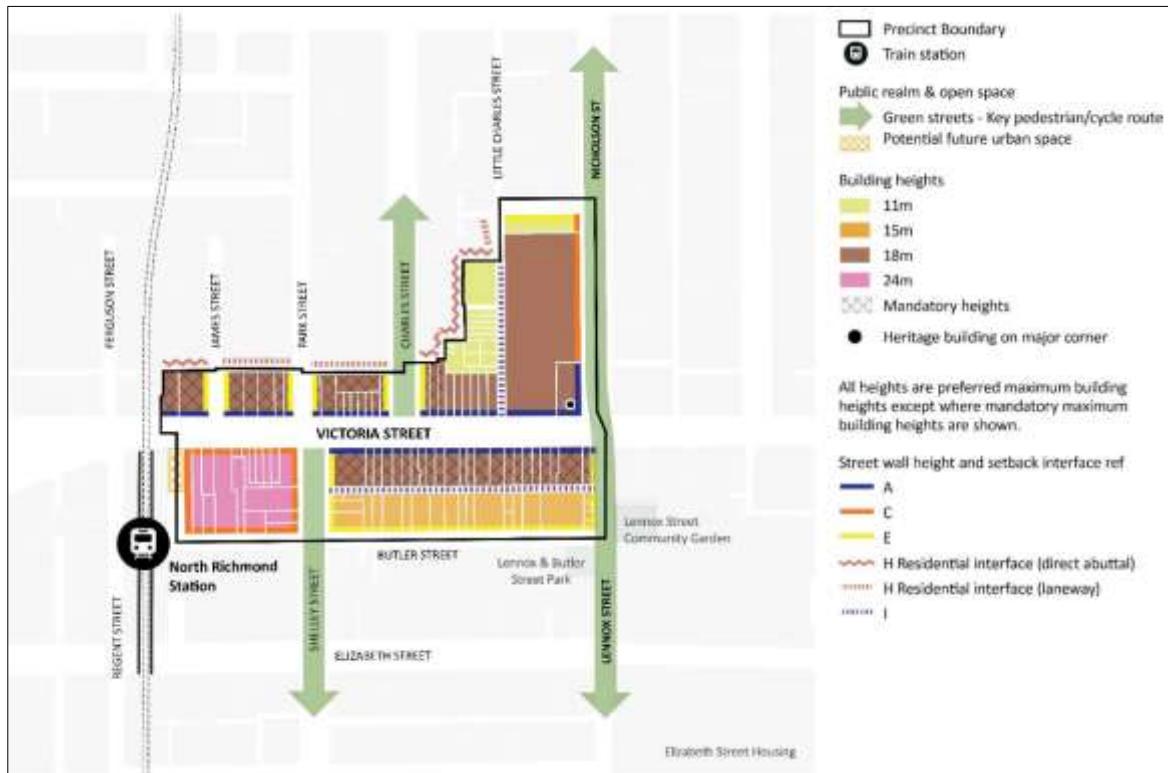 Precinct Boundary
Train station
Public realm & open space
Green streets - Key pedestrian/cycle route
Potential future urban space
Building heights
11m
15m
18m
24m
Mandatory heights
Heritage building on major corner
All heights are preferred maximum building
heights except where mandatory maximum
building heights are shown.
Street wall height and setback interface ref
A
C
E
H Residential interface (direct abuttal)
H Residential interface (laneway)
I
FERGUSON STREET
JAMES STREET
PARK STREET
CHARLES STREET
LITTLE CHARLES STREET
NICHOLSON ST
VICTORIA STREET
North Richmond
Station
REGENT STREET
SHELLEY STREET
BUTLER STREET
Lennox & Butler
Street Park
Lennox Street
Community Garden
LENNOX STREET
ELIZABETH STREET
Elizabeth Street Housing